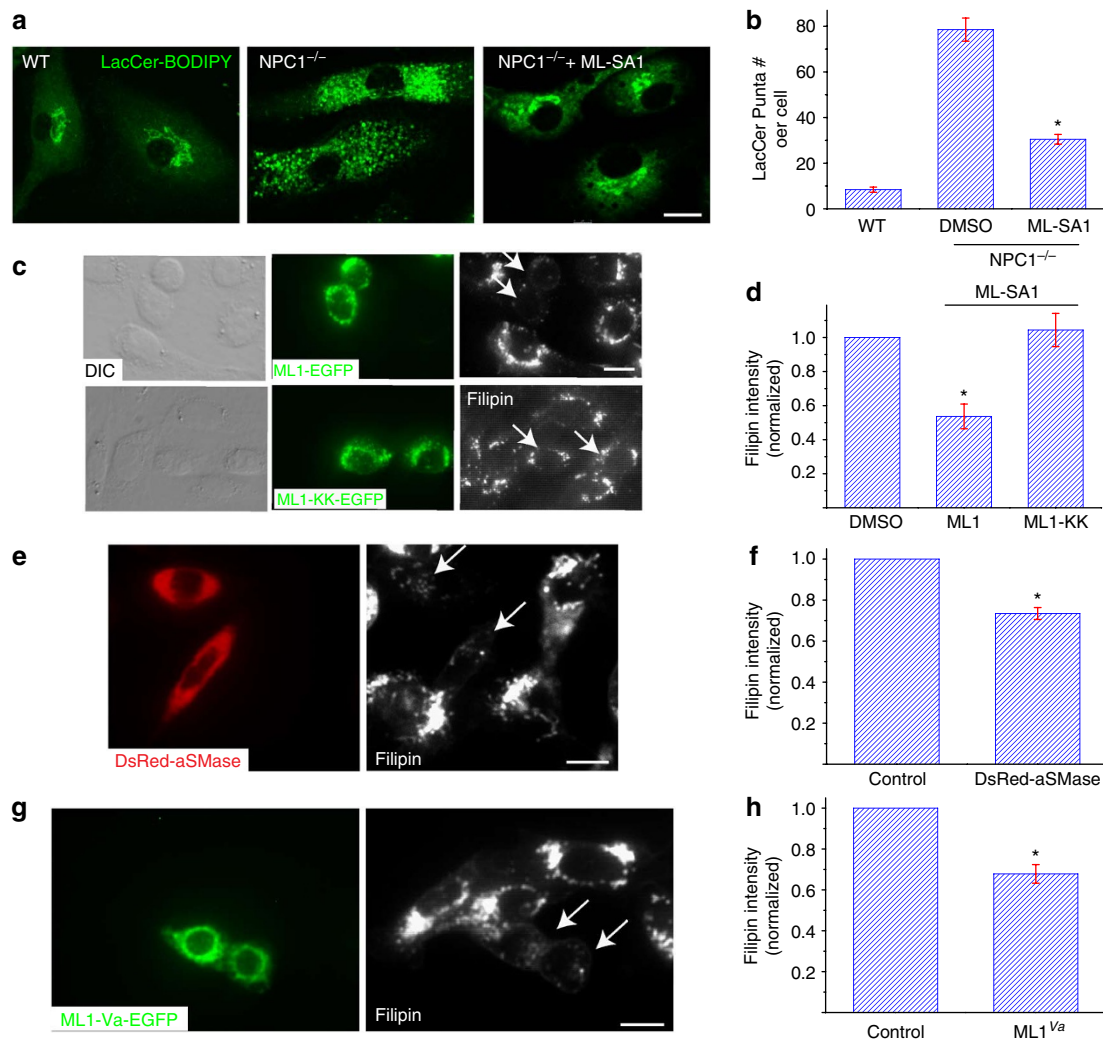 a
WT
LacCer-BODIPY
NPC1−/−
NPC1−/−+ ML-SA1
b
LacCer Punta #
oer cell
80
60
40
20
0
WT
DMSO
ML-SA1
*
NPC1−/−
c
DIC
ML1-EGFP
ML1-KK-EGFP
Filipin
d
ML-SA1
Filipin intensity
(normalized)
1.0
0.8
0.6
0.4
0.2
*
DMSO
ML1
ML1-KK
e
DsRed-aSMase
Filipin
f
Filipin intensity
(normalized)
1.0
0.8
0.6
0.4
0.2
*
Control
DsRed-aSMase
g
ML1-Va-EGFP
Filipin
h
Filipin intensity
(normalized)
1.0
0.8
0.6
0.4
0.2
*
Control
ML1Va